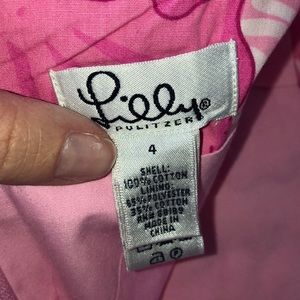 Lilly®
PULITZER
4
SHELL:
100% COTTON
LINING:
65% POLYESTER
35% COTTON
MADE IN
CHINA